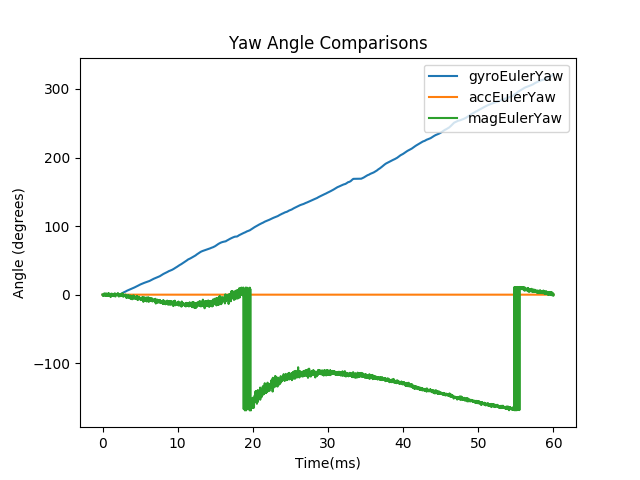 Yaw Angle Comparisons
gyroEulerYaw
accEulerYaw
magEulerYaw
Angle (degrees)
300
200
100
0
−100
0 10 20 30 40 50 60
Time(ms)